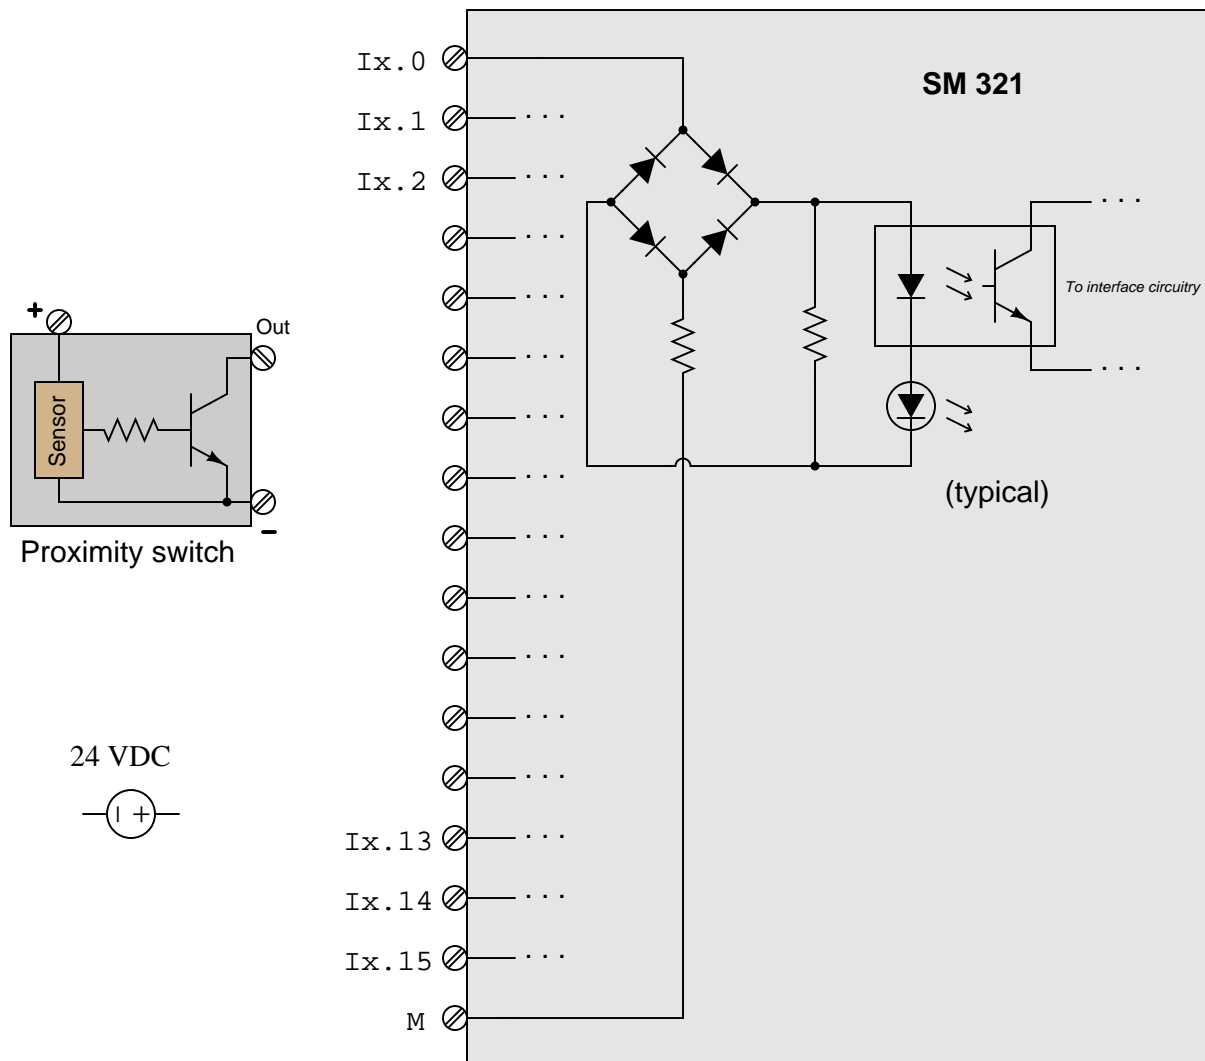 SM 321
Ix.0
Ix.1
Ix.2
To interface circuitry
+
Out
Sensor
(typical)
−
Proximity switch
24 VDC
− +
Ix.13
Ix.14
Ix.15
M